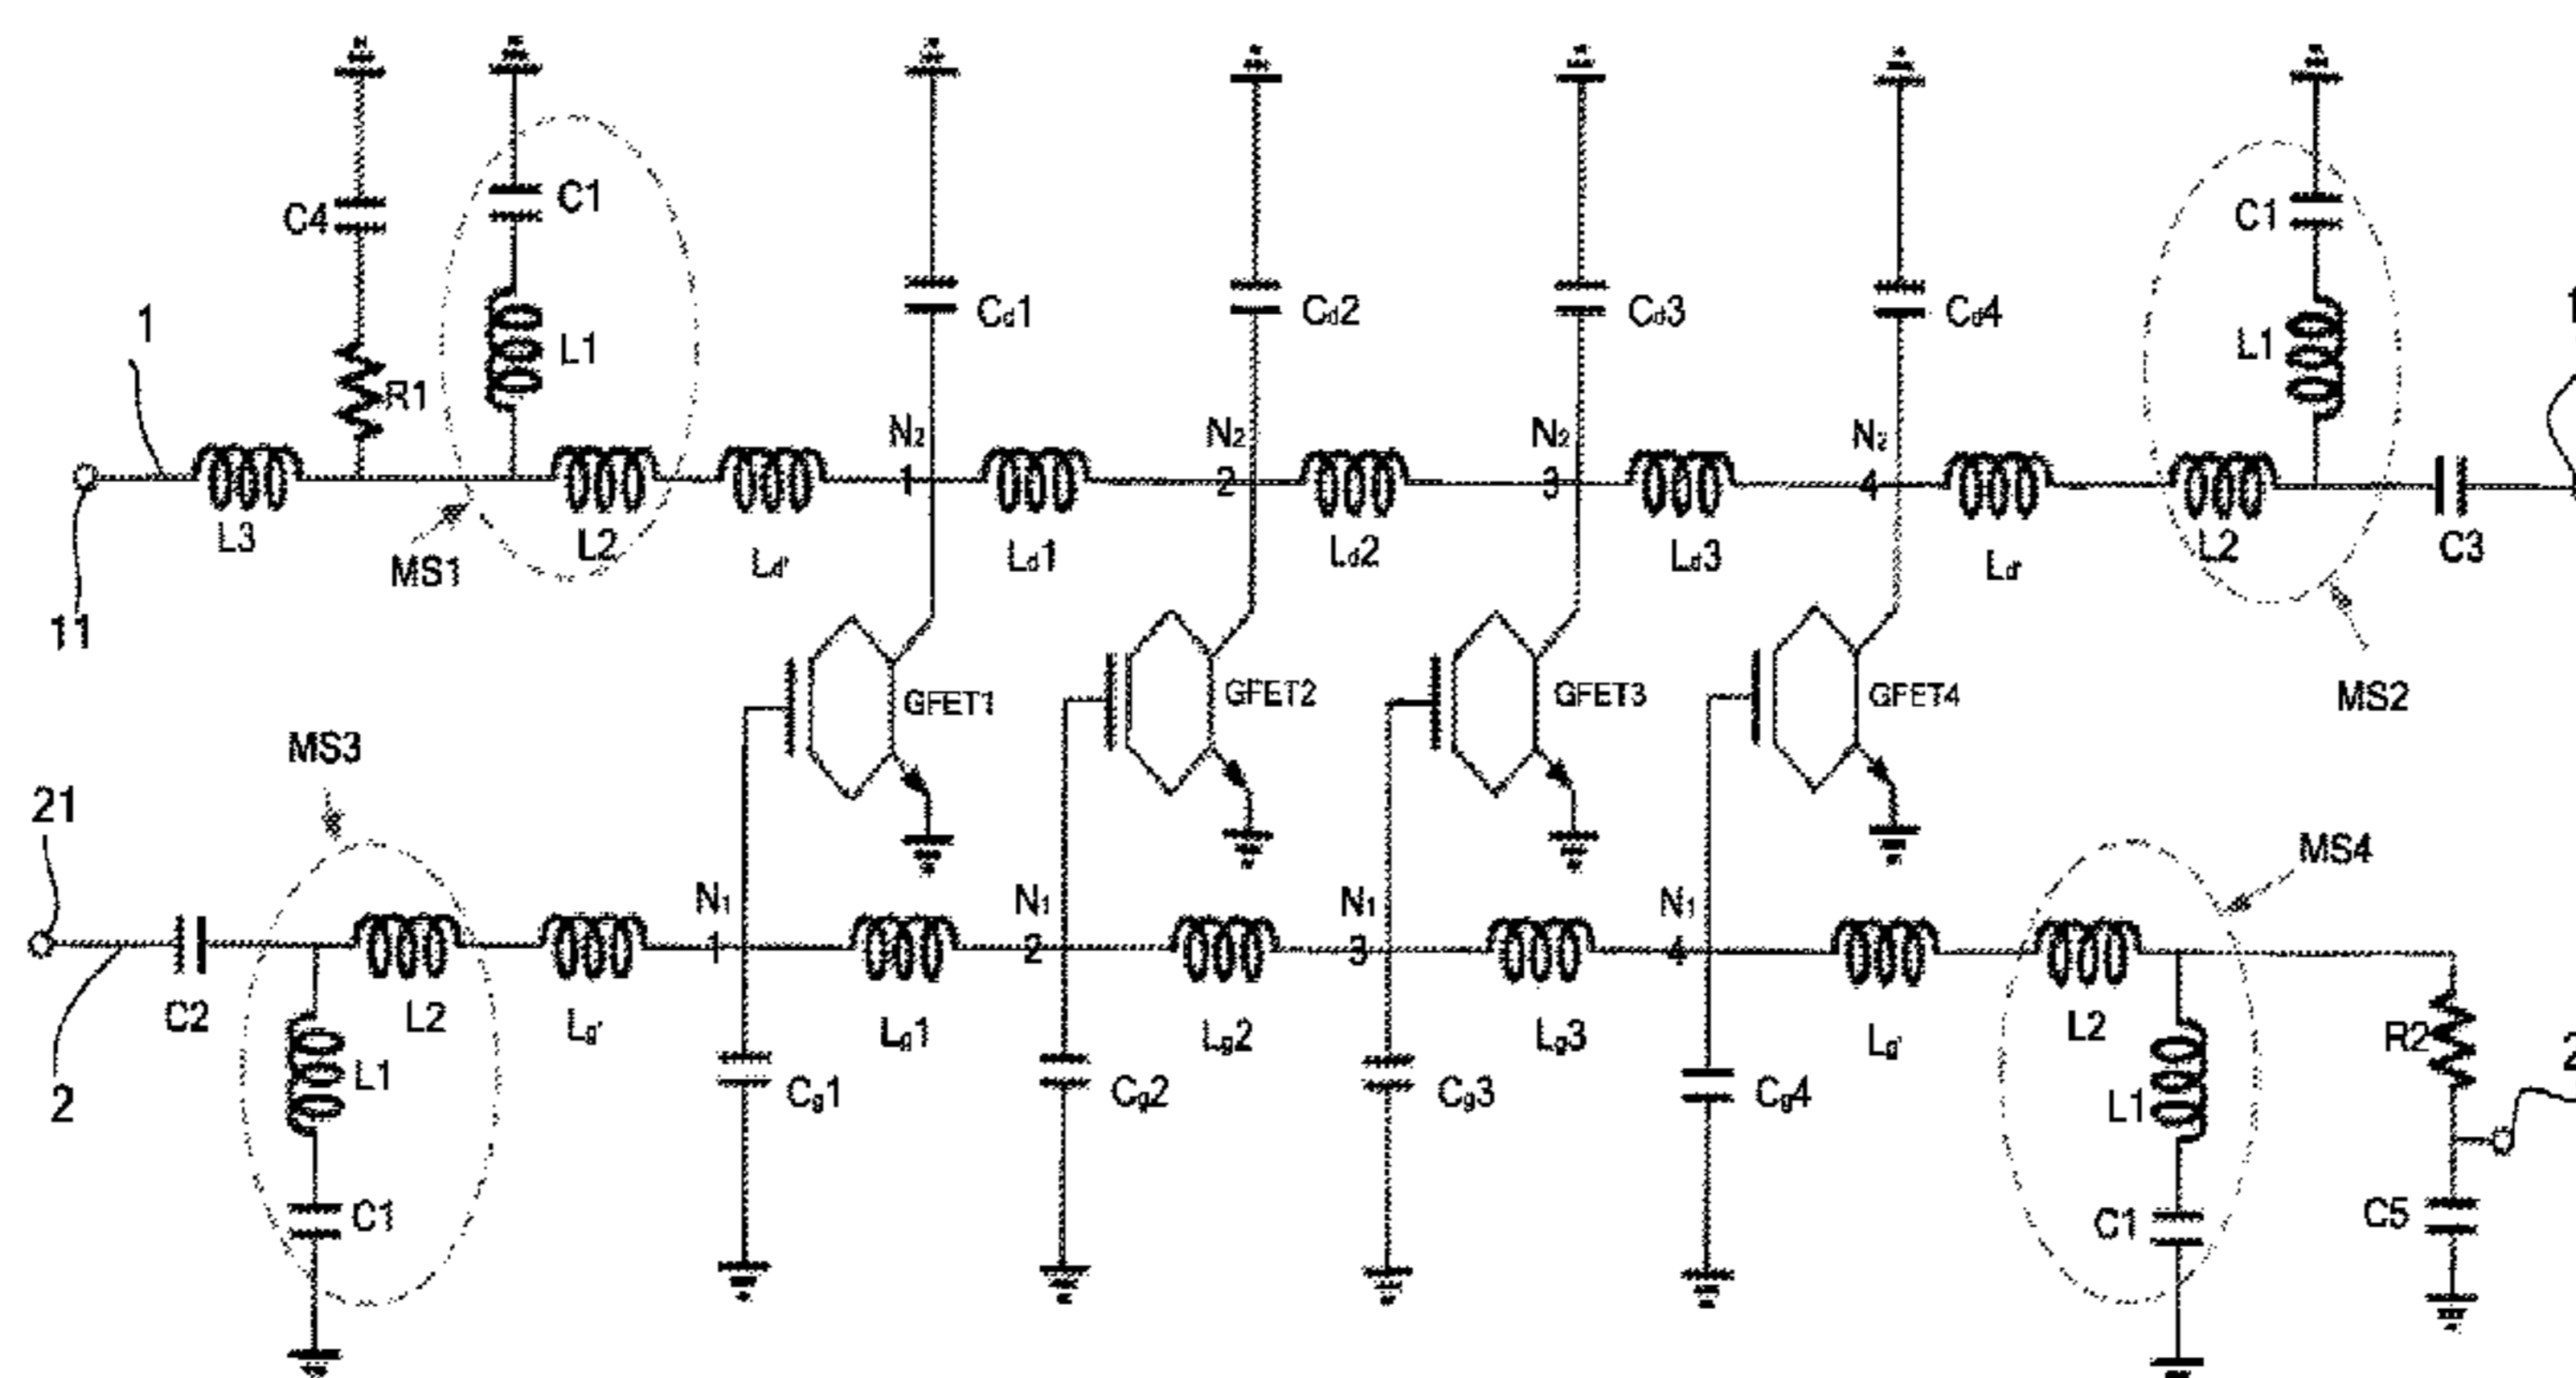 C4
C1
C1
1
L1
Cd1
Cd2
Cd3
Cd4
L1
R1
N2
N2
N2
N2
1
2
3
4
L3
L2
Ld'
Ld1
Ld2
Ld3
Ld'
L2
C3
MS1
11
GFET1
GFET2
GFET3
GFET4
MS2
MS3
21
MS4
N1
N1
N1
N1
1
2
3
4
C2
L2
Lg'
Lg1
Lg2
Lg3
Lg'
L2
R2
2
L1
Cg1
Cg2
Cg3
Cg4
L1
C1
C1
C5